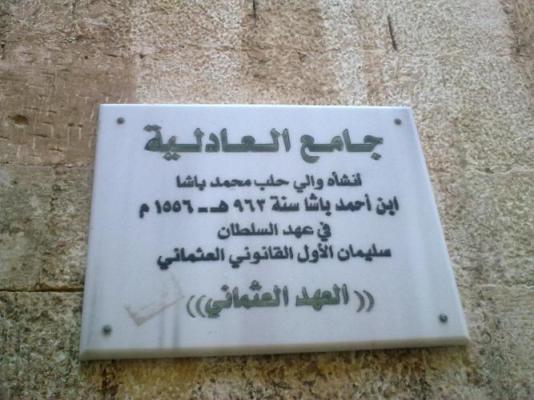 جامع العادلية
أنشأه والي حلب محمد باشا
ابن أحمد باشا سنة ٩٦٣ هـ - ١٥٥٦ م
في عهد السلطان
سليمان الأول القانوني العثماني
((العهد العثماني))